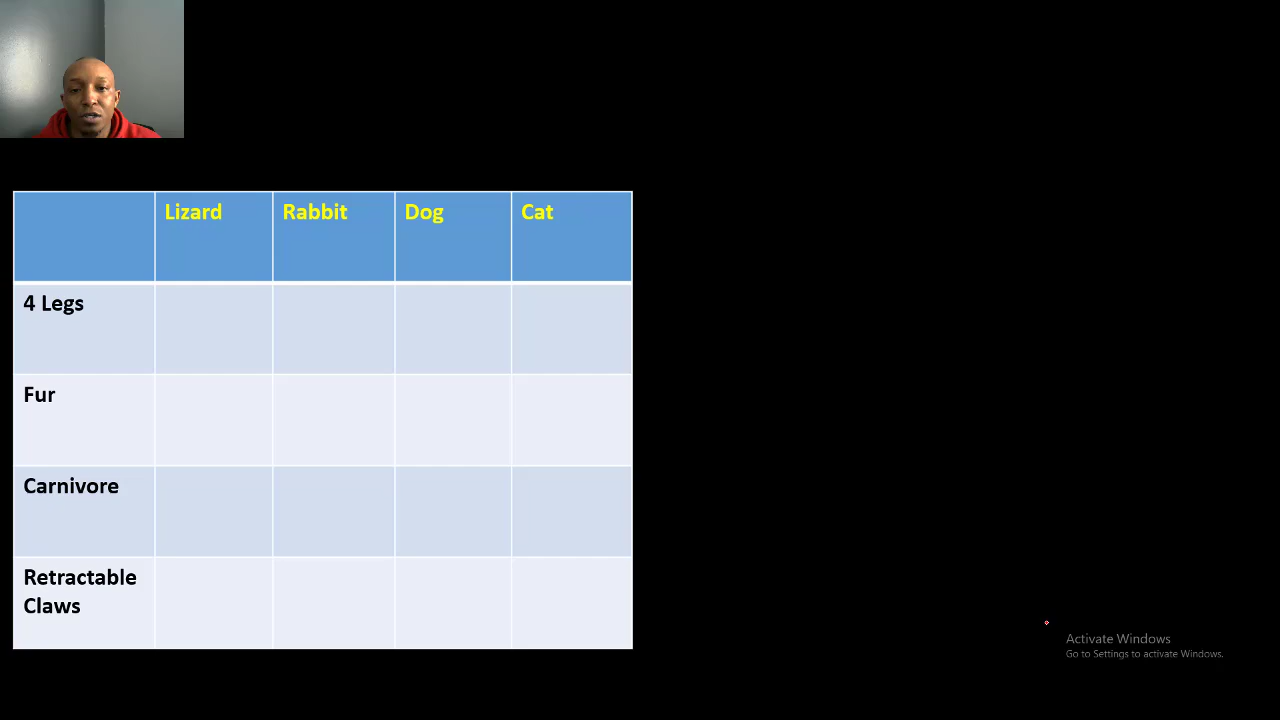 Lizard Rabbit Dog Cat
4 Legs
Fur
Carnivore
Retractable
Claws
Activate Windows
Go to Settings to activate Windows.